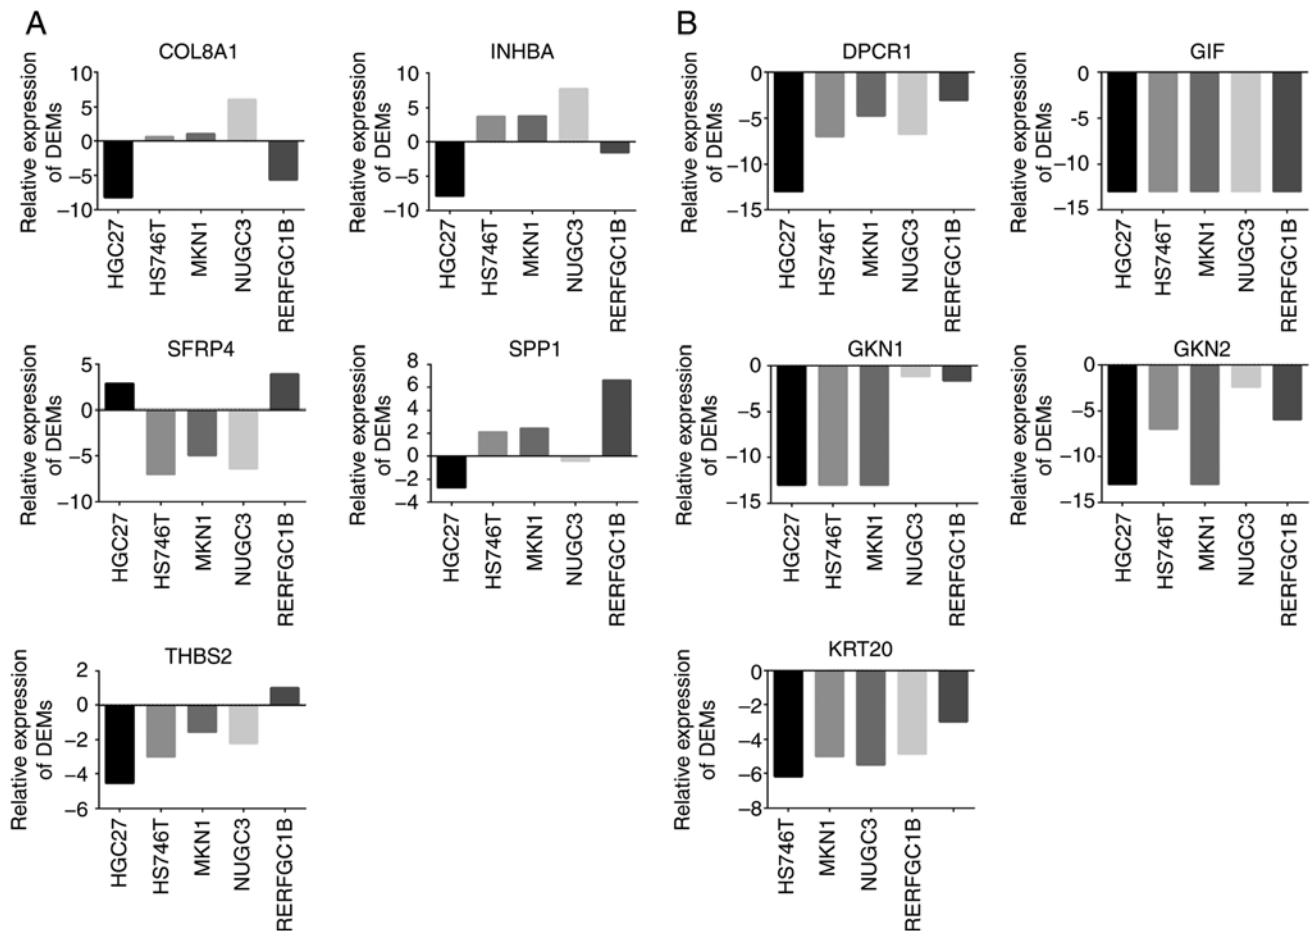 A
COL8A1
Relative expression
of DEMs
10
5
0
−5
−10
HGC27
HS746T
MKN1
NUGC3
RERFGC1B
INHBA
Relative expression
of DEMs
10
5
0
−5
−10
HGC27
HS746T
MKN1
NUGC3
RERFGC1B
SFRP4
Relative expression
of DEMs
5
0
−5
−10
HGC27
HS746T
MKN1
NUGC3
RERFGC1B
SPP1
Relative expression
of DEMs
8
6
4
2
0
−2
−4
HGC27
HS746T
MKN1
NUGC3
RERFGC1B
THBS2
Relative expression
of DEMs
2
0
−2
−4
−6
HGC27
HS746T
MKN1
NUGC3
RERFGC1B
B
DPCR1
Relative expression
of DEMs
0
−5
−10
−15
HGC27
HS746T
MKN1
NUGC3
RERFGC1B
GIF
Relative expression
of DEMs
0
−5
−10
−15
HGC27
HS746T
MKN1
NUGC3
RERFGC1B
GKN1
Relative expression
of DEMs
0
−5
−10
−15
HGC27
HS746T
MKN1
NUGC3
RERFGC1B
GKN2
Relative expression
of DEMs
0
−5
−10
−15
HGC27
HS746T
MKN1
NUGC3
RERFGC1B
KRT20
Relative expression
of DEMs
0
−2
−4
−6
−8
HS746T
MKN1
NUGC3
RERFGC1B